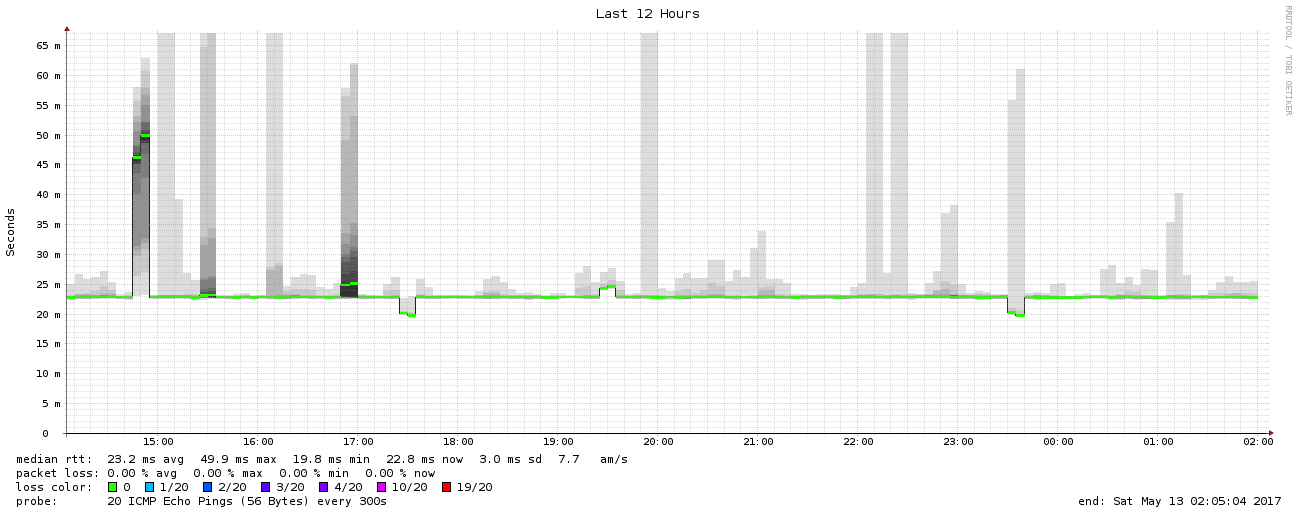 Last 12 Hours
RRDTOOL / TOBI OETIKER
Seconds
65 m
60 m
55 m
50 m
45 m
40 m
35 m
30 m
25 m
20 m
15 m
10 m
5 m
0
15:00 16:00 17:00 18:00 19:00 20:00 21:00 22:00 23:00 00:00 01:00 02:00
median rtt: 23.2 ms avg 49.9 ms max 19.8 ms min 22.8 ms now 3.0 ms sd 7.7 am/s
packet loss: 0.00 % avg 0.00 % max 0.00 % min 0.00 % now
loss color: 0 1/20 2/20 3/20 4/20 10/20 19/20
probe: 20 ICMP Echo Pings (56 Bytes) every 300s end: Sat May 13 02:05:04 2017